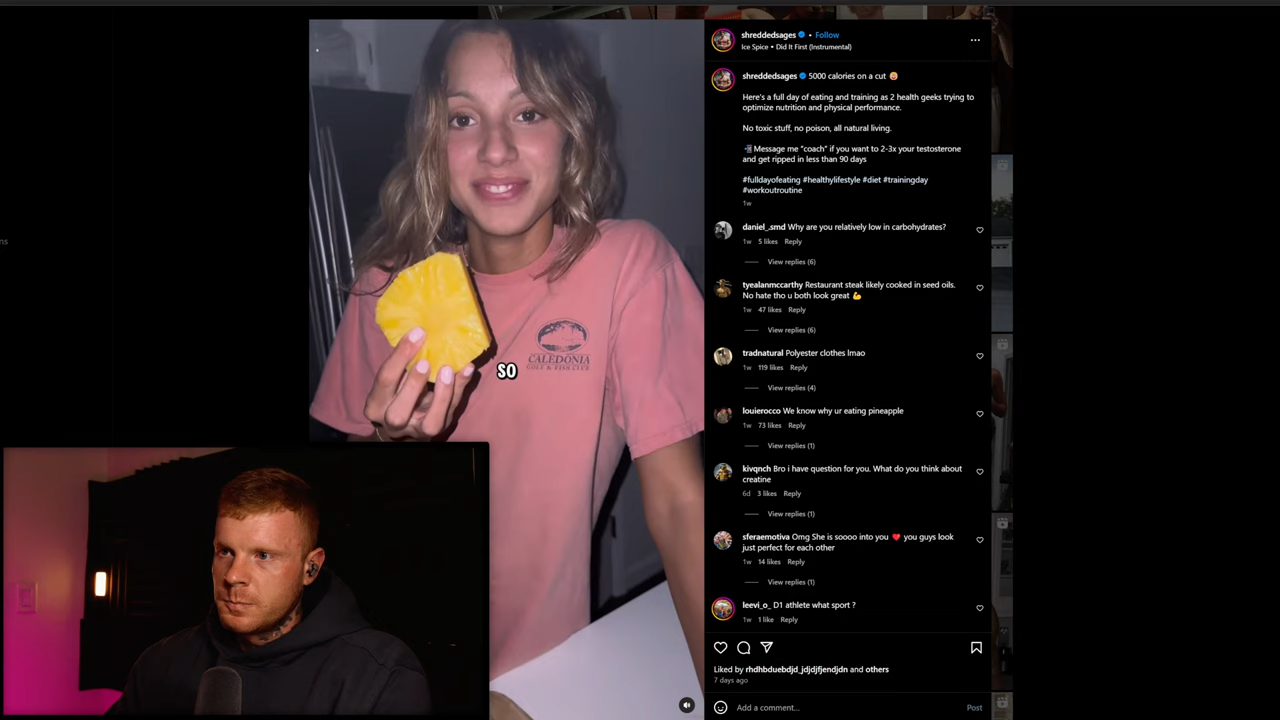 shreddedsages • Follow
Ice Spice • Did It First (Instrumental)
shreddedsages 5000 calories on a cut
Here's a full day of eating and training as 2 health geeks trying to
optimize nutrition and physical performance.
No toxic stuff, no poison, all natural living.
Message me “coach” if you want to 2-3x your testosterone
and get ripped in less than 90 days
#fulldayofeating #healthylifestyle #diet #trainingday
#workoutroutine
1w
daniel_.smd Why are you relatively low in carbohydrates?
1w 5 likes Reply
View replies (6)
tyealanmccarthy Restaurant steak likely cooked in seed oils.
No hate tho u both look great 💪
1w 47 likes Reply
View replies (6)
tradnatural Polyester clothes lmao
1w 119 likes Reply
View replies (4)
louierocco We know why ur eating pineapple
1w 73 likes Reply
View replies (1)
kivqnch Bro i have question for you. What do you think about
creatine
6d 3 likes Reply
View replies (1)
sferaemotiva Omg She is soooo into you ❤️ you guys look
just perfect for each other
1w 14 likes Reply
View replies (1)
leevi_o_ D1 athlete what sport ?
1w 1 like Reply
Liked by rhdhbduebdjd_jdjdjfjendjdn and others
7 days ago
Add a comment... Post
SO
CALEDONIA
GOLF & FISH CLUB
ns